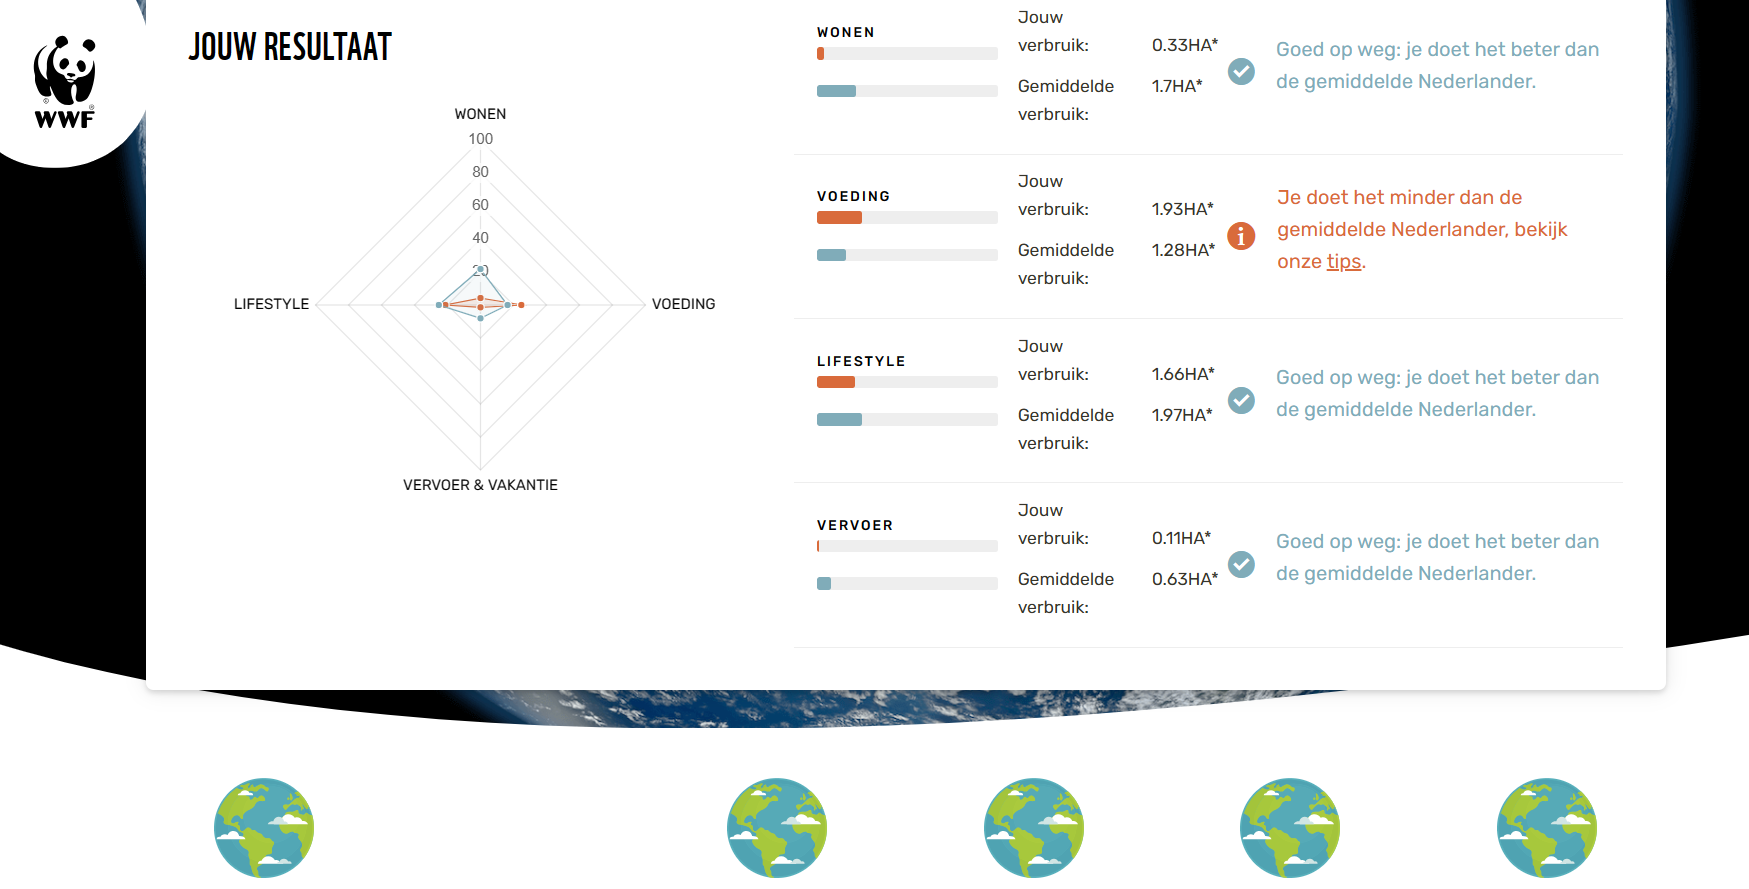 WWF
JOUW RESULTAAT
WONEN
100
80
60
40
20
LIFESTYLE
VOEDING
VERVOER & VAKANTIE
WONEN
Jouw
verbruik: 0.33HA*
Gemiddelde 1.7HA*
verbruik:
Goed op weg: je doet het beter dan
de gemiddelde Nederlander.
VOEDING
Jouw
verbruik: 1.93HA*
Gemiddelde 1.28HA*
verbruik:
Je doet het minder dan de
gemiddelde Nederlander, bekijk
onze tips.
LIFESTYLE
Jouw
verbruik: 1.66HA*
Gemiddelde 1.97HA*
verbruik:
Goed op weg: je doet het beter dan
de gemiddelde Nederlander.
VERVOER
Jouw
verbruik: 0.11HA*
Gemiddelde 0.63HA*
verbruik:
Goed op weg: je doet het beter dan
de gemiddelde Nederlander.